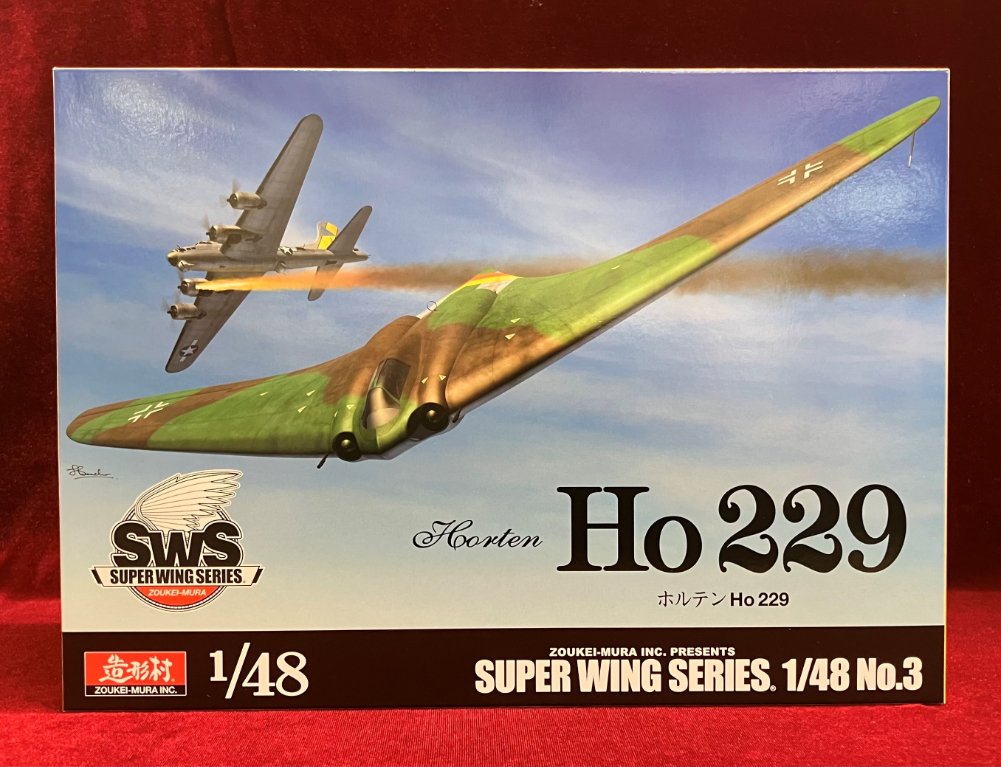 SWS
SUPER WING SERIES®
ZOUKEI-MURA
Horten
Ho 229
ホルテン Ho 229
造形村®
ZOUKEI-MURA INC.
1/48
ZOUKEI-MURA INC. PRESENTS
SUPER WING SERIES® 1/48 No.3